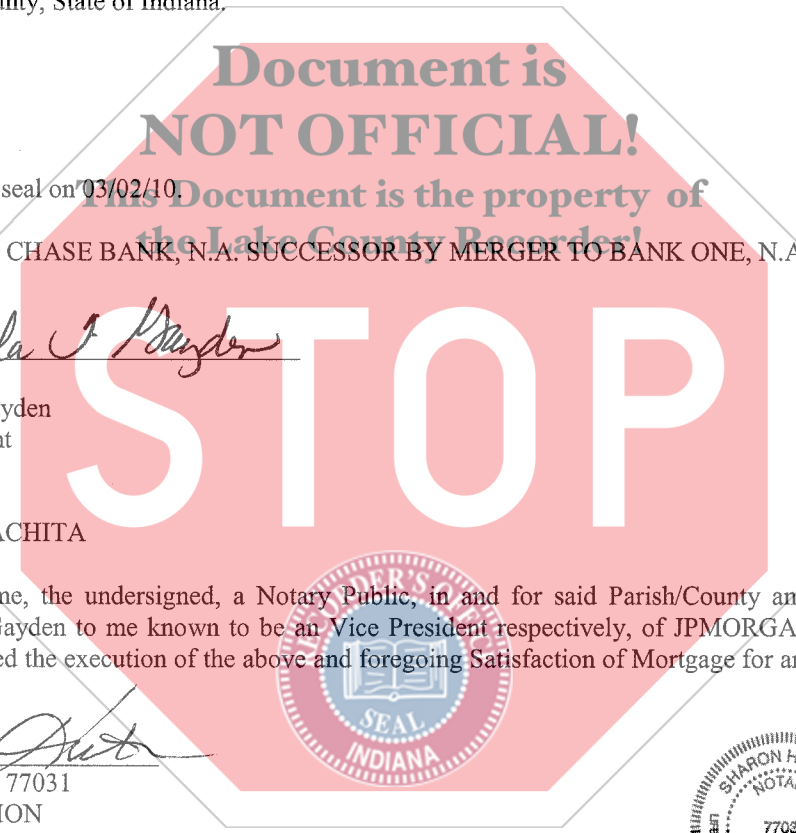 unty, State of Indiana.
Document is
NOT OFFICIAL!
seal on 03/02/10.
This Document is the property of
the Lake County Recorder!
CHASE BANK, N.A. SUCCESSOR BY MERGER TO BANK ONE, N.A
STOP
yden
nt
ACHITA
me, the undersigned, a Notary Public, in and for said Parish/County an
Gayden to me known to be an Vice President respectively, of JPMORGA
ed the execution of the above and foregoing Satisfaction of Mortgage for an
RECORDER'S OFFICE
SEAL
INDIANA
77031
ION
SHARON H
NOTA
7703